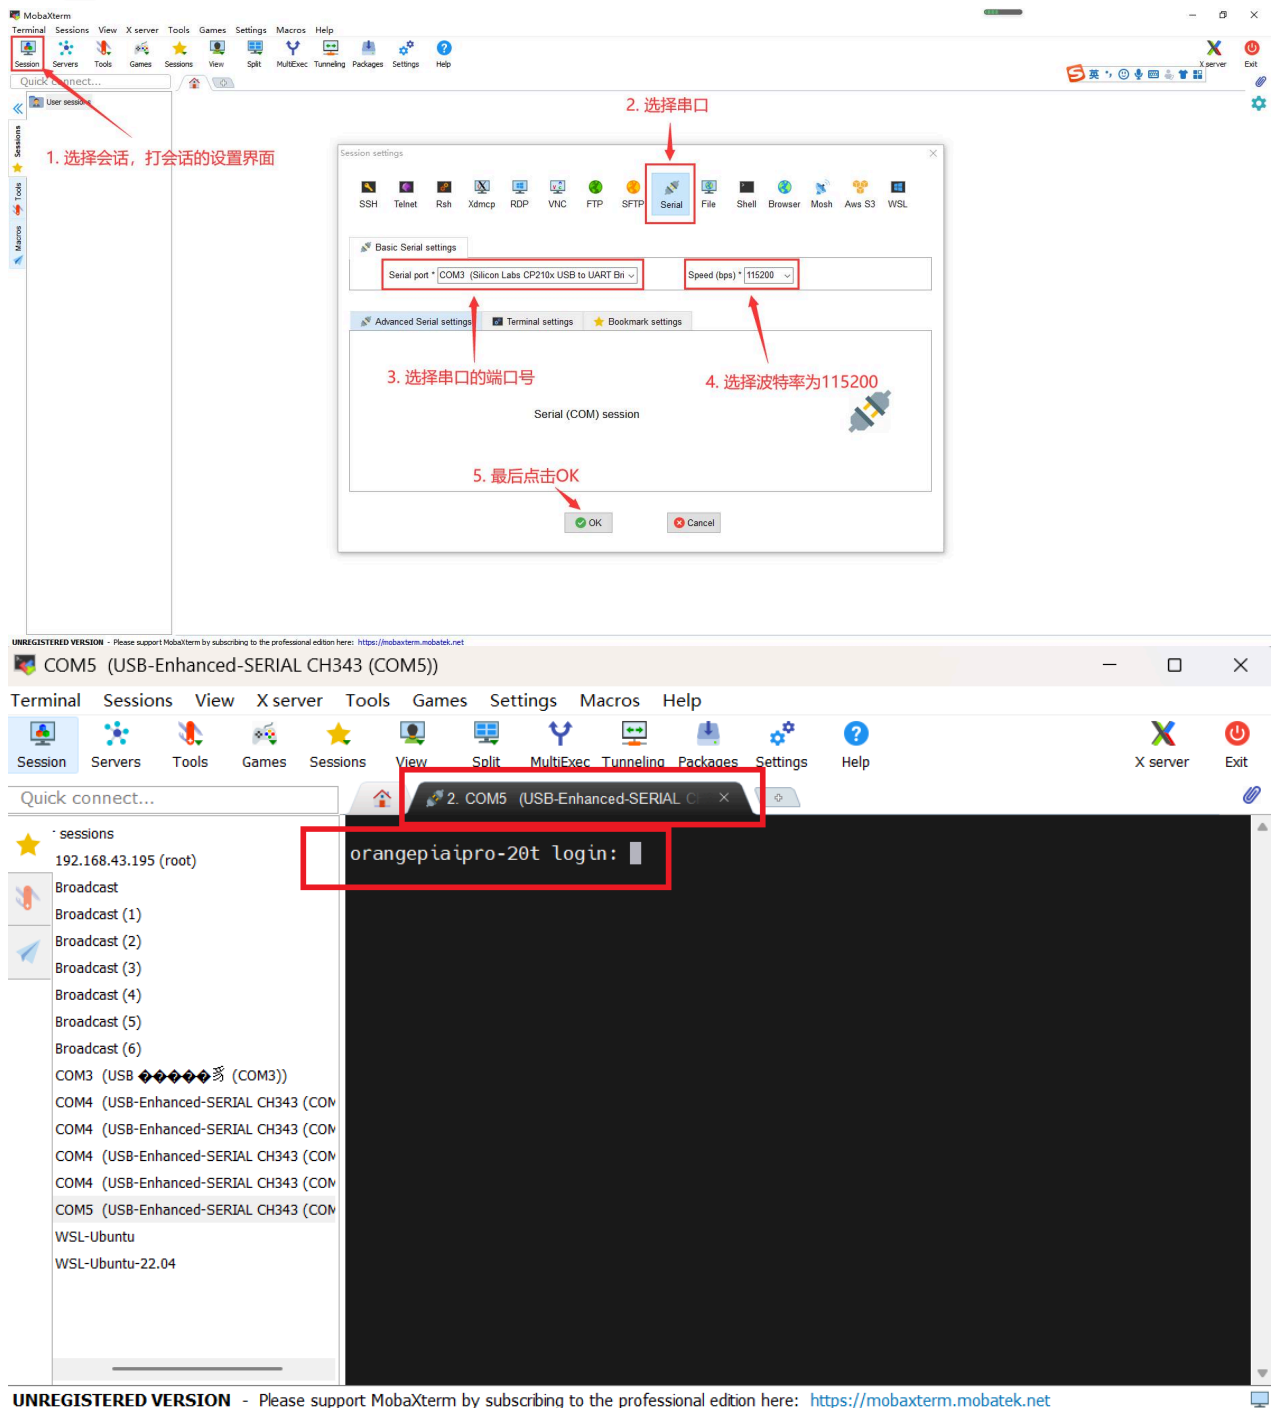 MobaXterm
Terminal Sessions View X server Tools Games Settings Macros Help
Session Servers Tools Games Sessions View Split MultiExec Tunneling Packages Settings Help X server Exit
英
Quick connect...
User sessions
Sessions
Tools
Macros
1. 选择会话，打会话的设置界面
2. 选择串口
Session settings
SSH Telnet Rsh Xdmcp RDP VNC FTP SFTP Serial File Shell Browser Mosh Aws S3 WSL
Basic Serial settings
Serial port * COM3 (Silicon Labs CP210x USB to UART Bri Speed (bps) * 115200
Advanced Serial settings Terminal settings Bookmark settings
3. 选择串口的端口号
4. 选择波特率为115200
Serial (COM) session
5. 最后点击OK
OK Cancel
UNREGISTERED VERSION - Please support MobaXterm by subscribing to the professional edition here: https://mobaxterm.mobatek.net
COM5 (USB-Enhanced-SERIAL CH343 (COM5))
Terminal Sessions View X server Tools Games Settings Macros Help
Session Servers Tools Games Sessions View Split MultiExec Tunneling Packages Settings Help X server Exit
Quick connect...
2. COM5 (USB-Enhanced-SERIAL C
sessions
192.168.43.195 (root)
Broadcast
Broadcast (1)
Broadcast (2)
Broadcast (3)
Broadcast (4)
Broadcast (5)
Broadcast (6)
COM3 (USB �����豸 (COM3))
COM4 (USB-Enhanced-SERIAL CH343 (COM
COM4 (USB-Enhanced-SERIAL CH343 (COM
COM4 (USB-Enhanced-SERIAL CH343 (COM
COM4 (USB-Enhanced-SERIAL CH343 (COM
COM5 (USB-Enhanced-SERIAL CH343 (COM
WSL-Ubuntu
WSL-Ubuntu-22.04
orangepiaipro-20t login:
UNREGISTERED VERSION - Please support MobaXterm by subscribing to the professional edition here: https://mobaxterm.mobatek.net